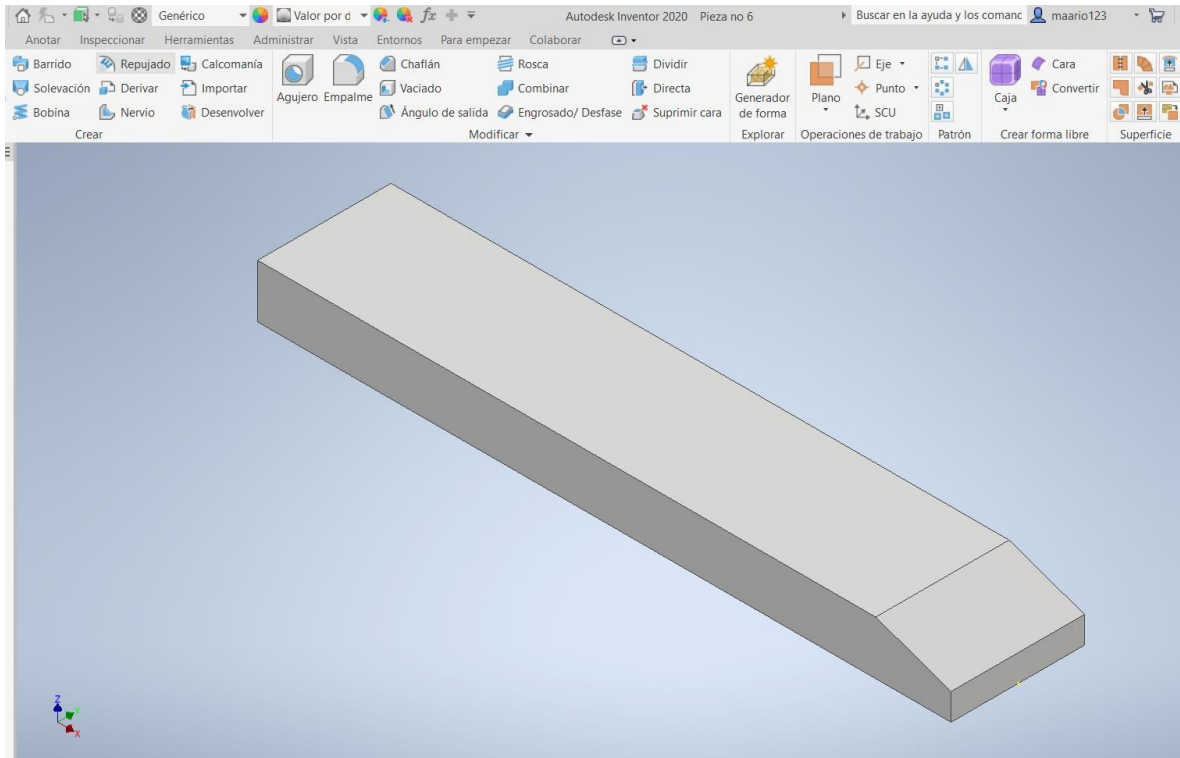 Genérico Valor por d fx Autodesk Inventor 2020 Pieza no 6 Buscar en la ayuda y los comanc maario123
Anotar Inspeccionar Herramientas Administrar Vista Entornos Para empezar Colaborar
Barrido Repujado Calcomanía Chaflán Rosca Dividir Eje Cara
Solevación Derivar Importar Agujero Empalme Vaciado Combinar Directa Generador de forma Plano Punto Caja Convertir
Bobina Nervio Desenvolver Ángulo de salida Engrosado/ Desfase Suprimir cara SCU
Crear Modificar Explorar Operaciones de trabajo Patrón Crear forma libre Superficie
Z
Y
X